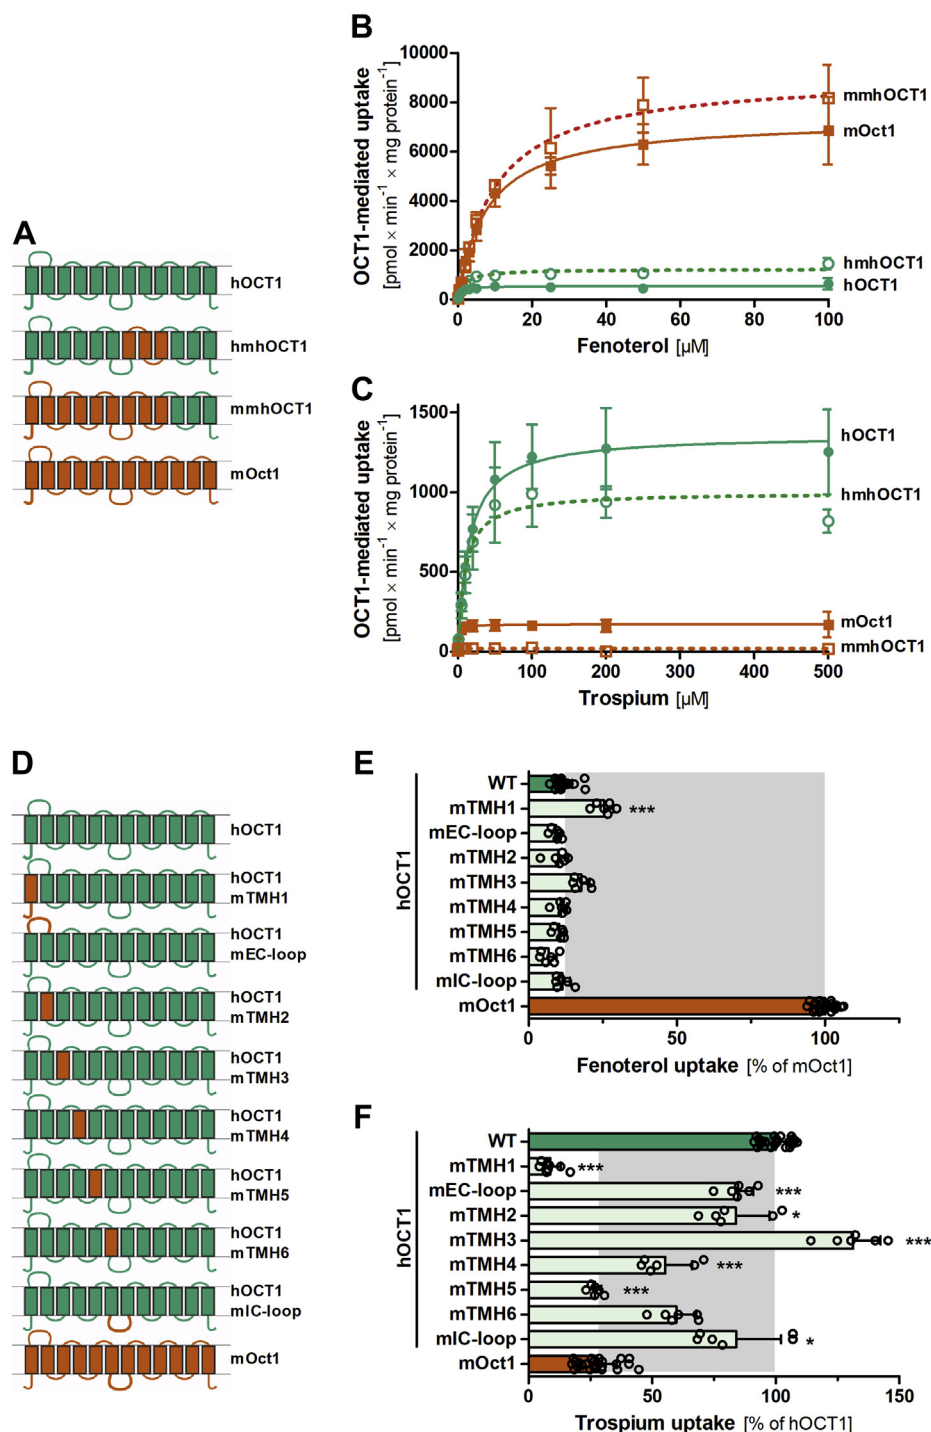 A
hOCT1
hmhOCT1
mmhOCT1
mOct1
B
OCT1-mediated uptake
[pmol × min⁻¹ × mg protein⁻¹]
10000
8000
6000
4000
2000
0
0 20 40 60 80 100
Fenoterol [µM]
mmhOCT1
mOct1
hmhOCT1
hOCT1
C
OCT1-mediated uptake
[pmol × min⁻¹ × mg protein⁻¹]
1500
1000
500
0
0 100 200 300 400 500
Trospium [µM]
hOCT1
hmhOCT1
mOct1
mmhOCT1
D
hOCT1
hOCT1
mTMH1
hOCT1
mEC-loop
hOCT1
mTMH2
hOCT1
mTMH3
hOCT1
mTMH4
hOCT1
mTMH5
hOCT1
mTMH6
hOCT1
mIC-loop
mOct1
E
hOCT1
WT
mTMH1 ***
mEC-loop
mTMH2
mTMH3
mTMH4
mTMH5
mTMH6
mIC-loop
mOct1
0 50 100
Fenoterol uptake [% of mOct1]
F
hOCT1
WT
mTMH1 ***
mEC-loop ***
mTMH2 *
mTMH3 ***
mTMH4 ***
mTMH5 ***
mTMH6
mIC-loop *
mOct1
0 50 100 150
Trospium uptake [% of hOCT1]